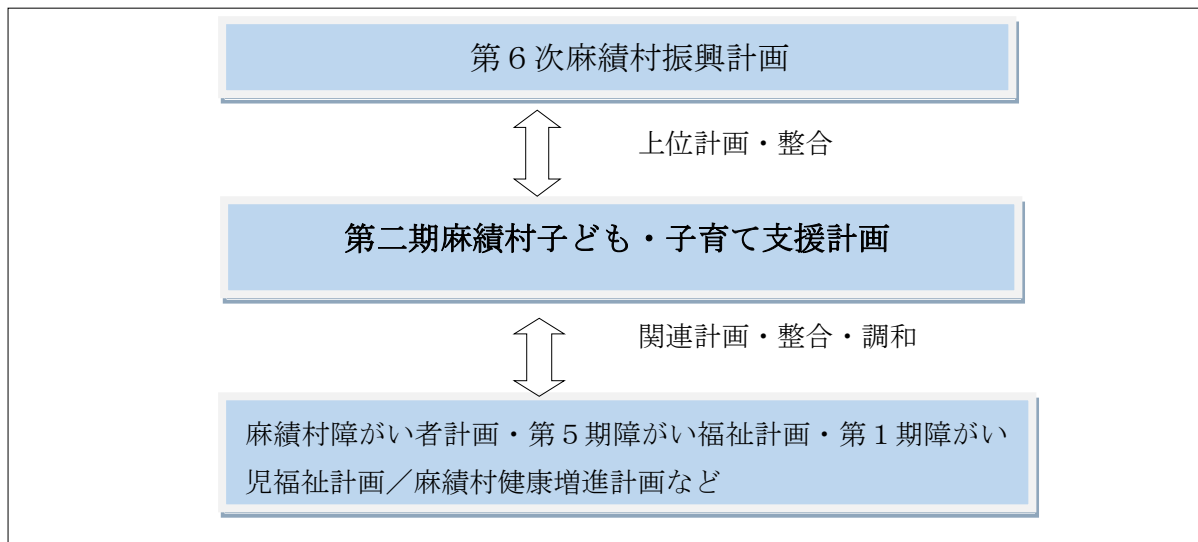 第６次麻績村振興計画
上位計画・整合
第二期麻績村子ども・子育て支援計画
関連計画・整合・調和
麻績村障がい者計画・第５期障がい福祉計画・第１期障がい
児福祉計画／麻績村健康増進計画など